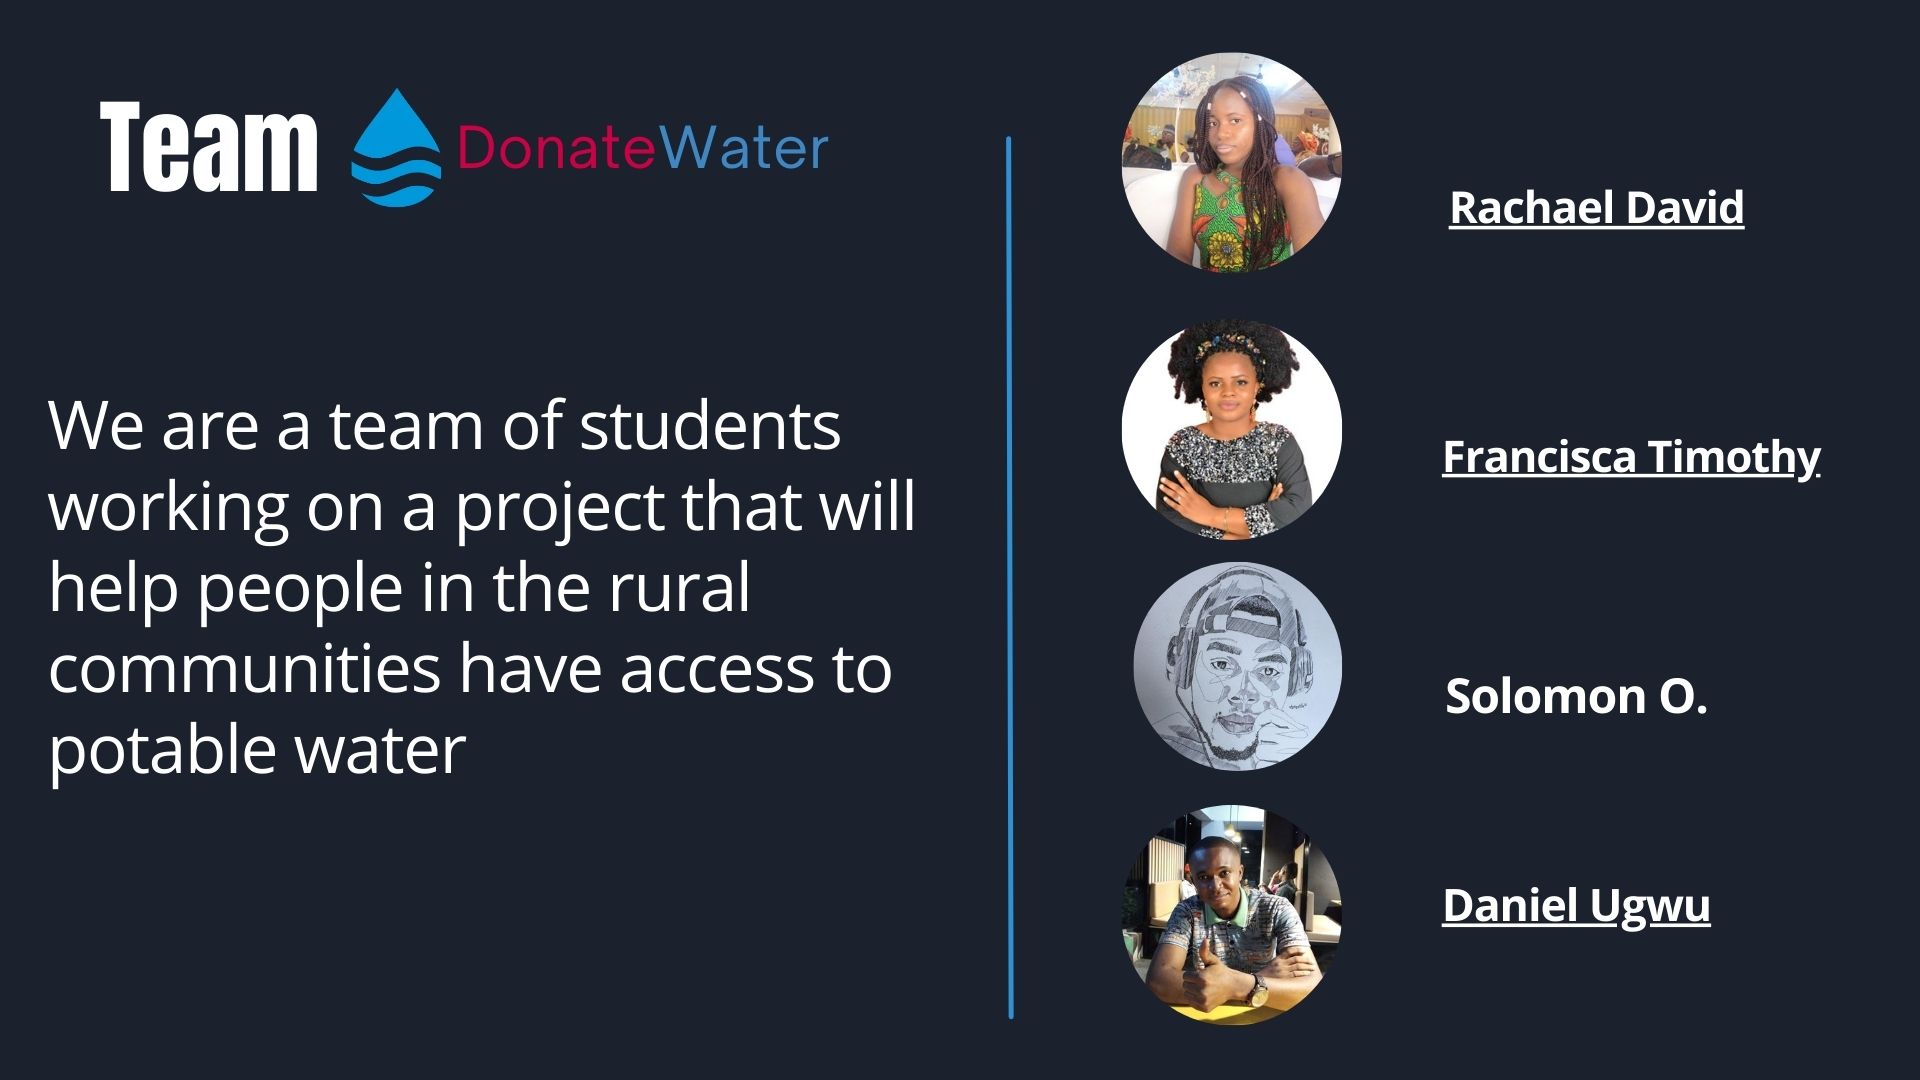 Team DonateWater
We are a team of students
working on a project that will
help people in the rural
communities have access to
potable water
Rachael David
Francisca Timothy
Solomon O.
Daniel Ugwu